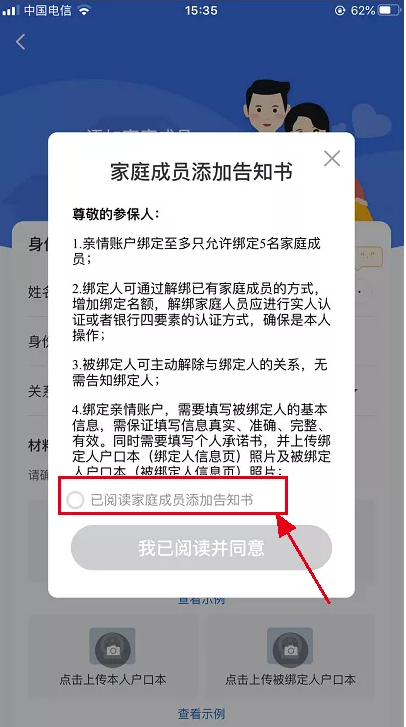 中国电信
15:35
62%
家庭成员添加告知书
尊敬的参保人：
1.亲情账户绑定至多只允许绑定5名家庭成
员；
2.绑定人可通过解绑已有家庭成员的方式，
增加绑定名额，解绑家庭人员应进行实人认
证或者银行四要素的认证方式，确保是本人
操作；
3.被绑定人可主动解除与绑定人的关系，无
需告知绑定人；
4.绑定亲情账户，需要填写被绑定人的基本
信息，需保证填写信息真实、准确、完整、
有效。同时需要填写个人承诺书，并上传绑
定人户口本（绑定人信息页）照片及被绑定
人户口本（被绑定人信息页）照片；
已阅读家庭成员添加告知书
我已阅读并同意
身
姓
身
关
材料
请
查看示例
点击上传本人户口本
点击上传被绑定人户口本
查看示例